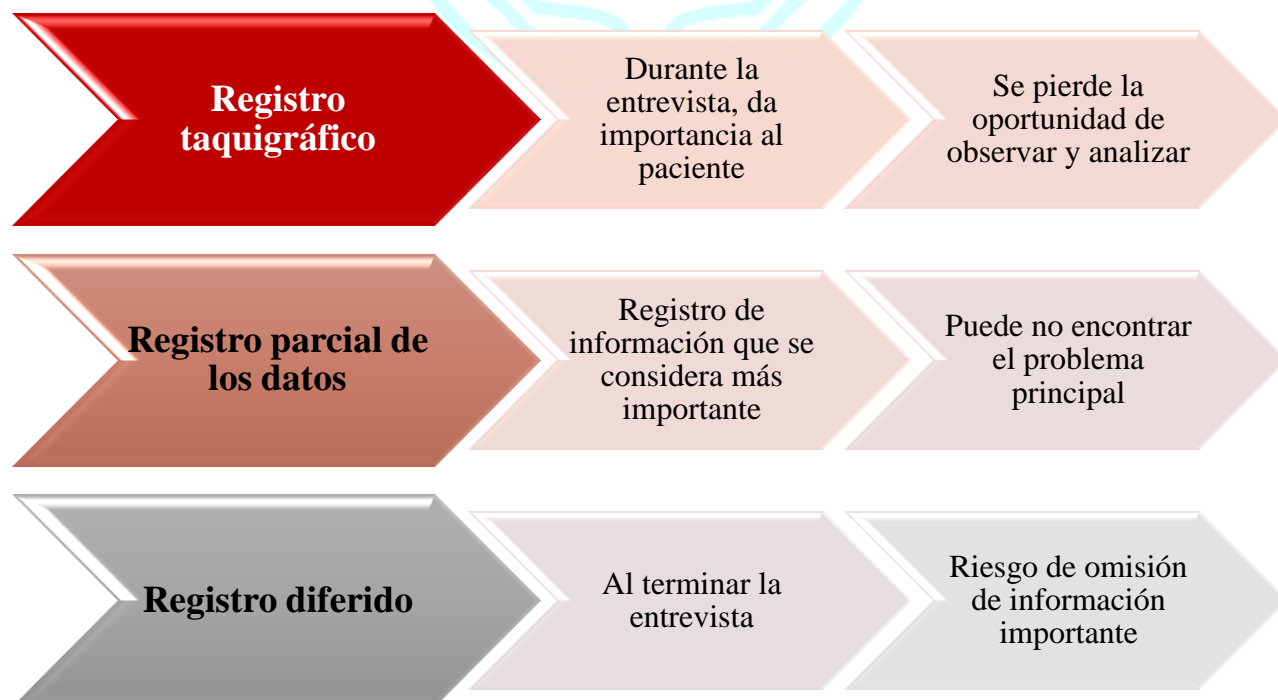 Registro
taquigráfico
Durante la
entrevista, da
importancia al
paciente
Se pierde la
oportunidad de
observar y analizar
Registro parcial de
los datos
Registro de
información que se
considera más
importante
Puede no encontrar
el problema
principal
Registro diferido
Al terminar la
entrevista
Riesgo de omisión
de información
importante